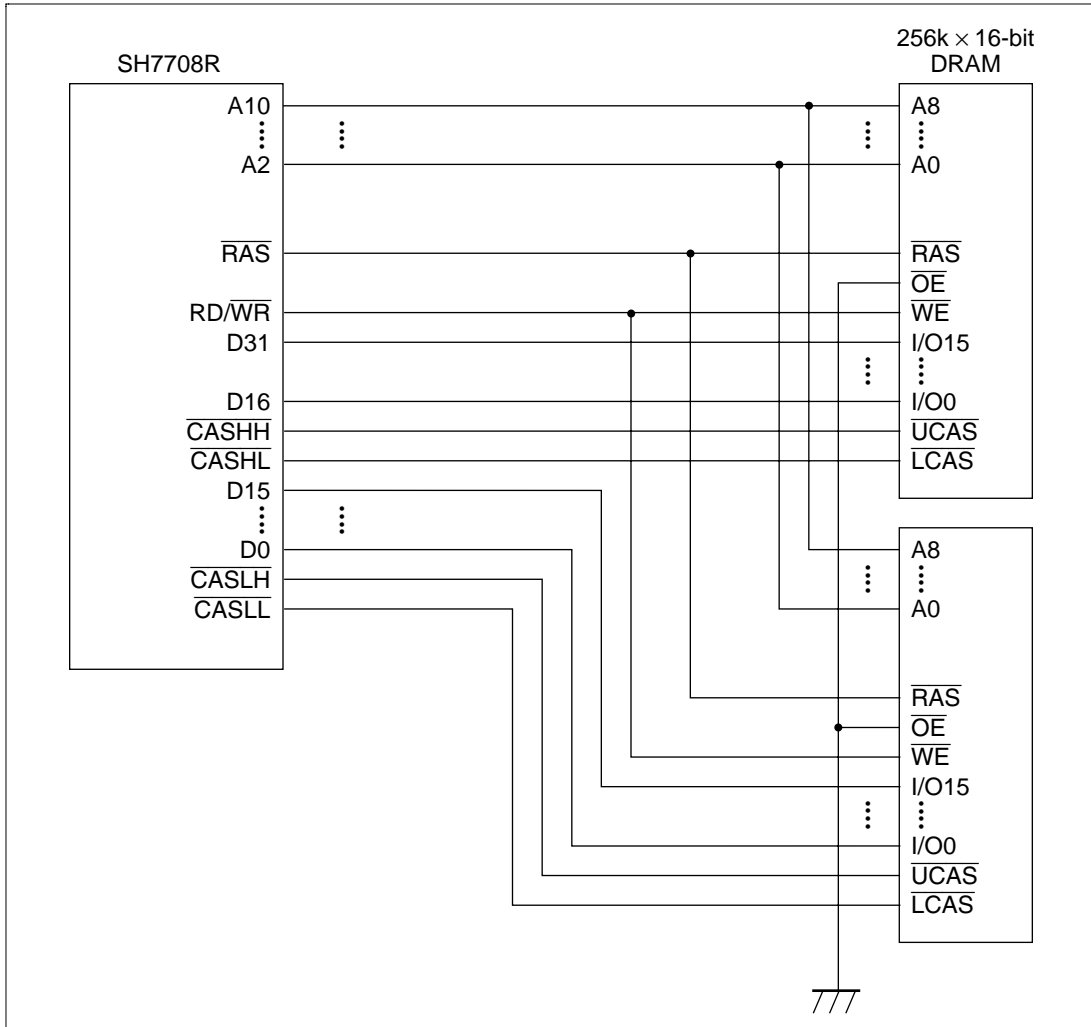 256k × 16-bit
DRAM
SH7708R
A10
A2
RAS
RD/WR
D31
D16
CASHH
CASHL
D15
D0
CASLH
CASLL
A8
A0
RAS
OE
WE
I/O15
I/O0
UCAS
LCAS
A8
A0
RAS
OE
WE
I/O15
I/O0
UCAS
LCAS